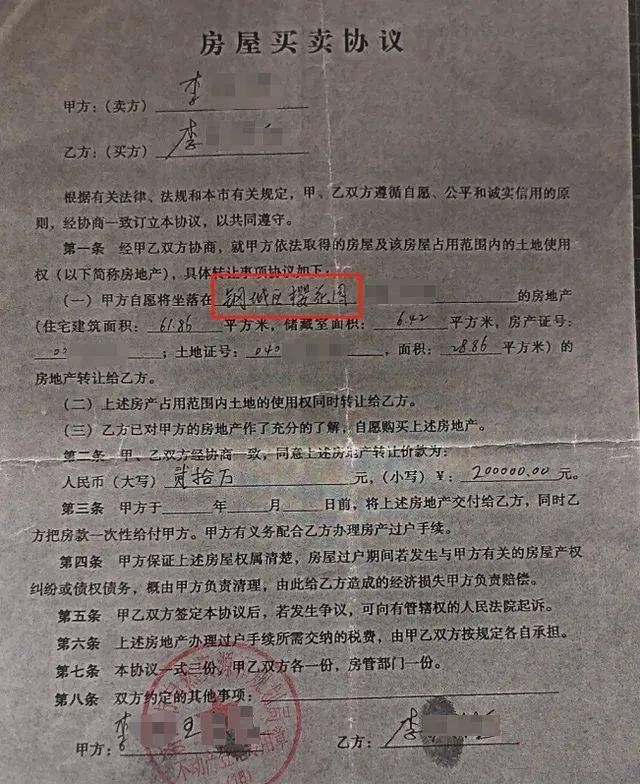 房屋买卖协议
甲方：(卖方) 李
乙方：(买方) 李
根据有关法律、法规和本市有关规定，甲、乙双方遵循自愿、公平和诚实信用的原
则，经协商一致订立本协议，以共同遵守。
第一条 经甲乙双方协商，就甲方依法取得的房屋及该房屋占用范围内的土地使用
权（以下简称房地产），具体转让事项协议如下：
(一) 甲方自愿将坐落在 钢城区樱花园 的房地产
(住宅建筑面积：61.86 平方米，储藏室面积：6.42 平方米，房产证号：
；土地证号：040 ，面积：28.86 平方米）的
房地产转让给乙方。
(二) 上述房产占用范围内土地的使用权同时转让给乙方。
(三) 乙方已对甲方的房地产作了充分的了解，自愿购买上述房地产。
第二条 甲、乙双方经协商一致，同意上述房地产转让价款为：
人民币（大写）贰拾万 元，(小写) ¥：200000.00 元。
第三条 甲方于 年 月 日前，将上述房地产交付给乙方，同时乙
方把房款一次性给付甲方。甲方有义务配合乙方办理房产过户手续。
第四条 甲方保证上述房屋权属清楚，房屋过户期间若发生与甲方有关的房屋产权
纠纷或债权债务，概由甲方负责清理，由此给乙方造成的经济损失甲方负责赔偿。
第五条 甲乙双方签定本协议后，若发生争议，可向有管辖权的人民法院起诉。
第六条 上述房地产办理过户手续所需交纳的税费，由甲乙双方按规定各自承担。
第七条 本协议一式三份，甲乙双方各一份，房管部门一份。
第八条 双方约定的其他事项：
甲方：李 王
乙方：李
不动产登记专用章
(18)